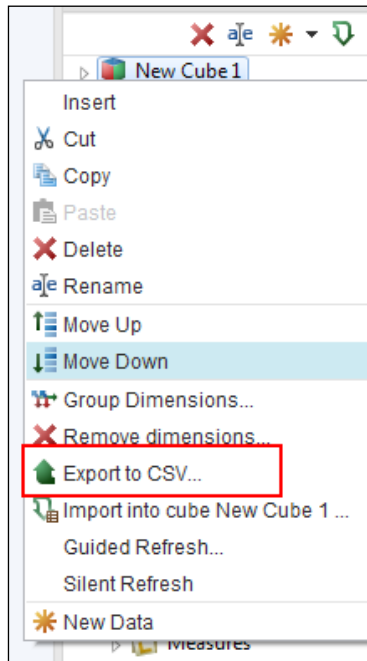 a|e
New Cube 1
Insert
Cut
Copy
Paste
Delete
a|e Rename
Move Up
Move Down
Group Dimensions...
Remove dimensions...
Export to CSV...
Import into cube New Cube 1 ...
Guided Refresh...
Silent Refresh
New Data
Measures